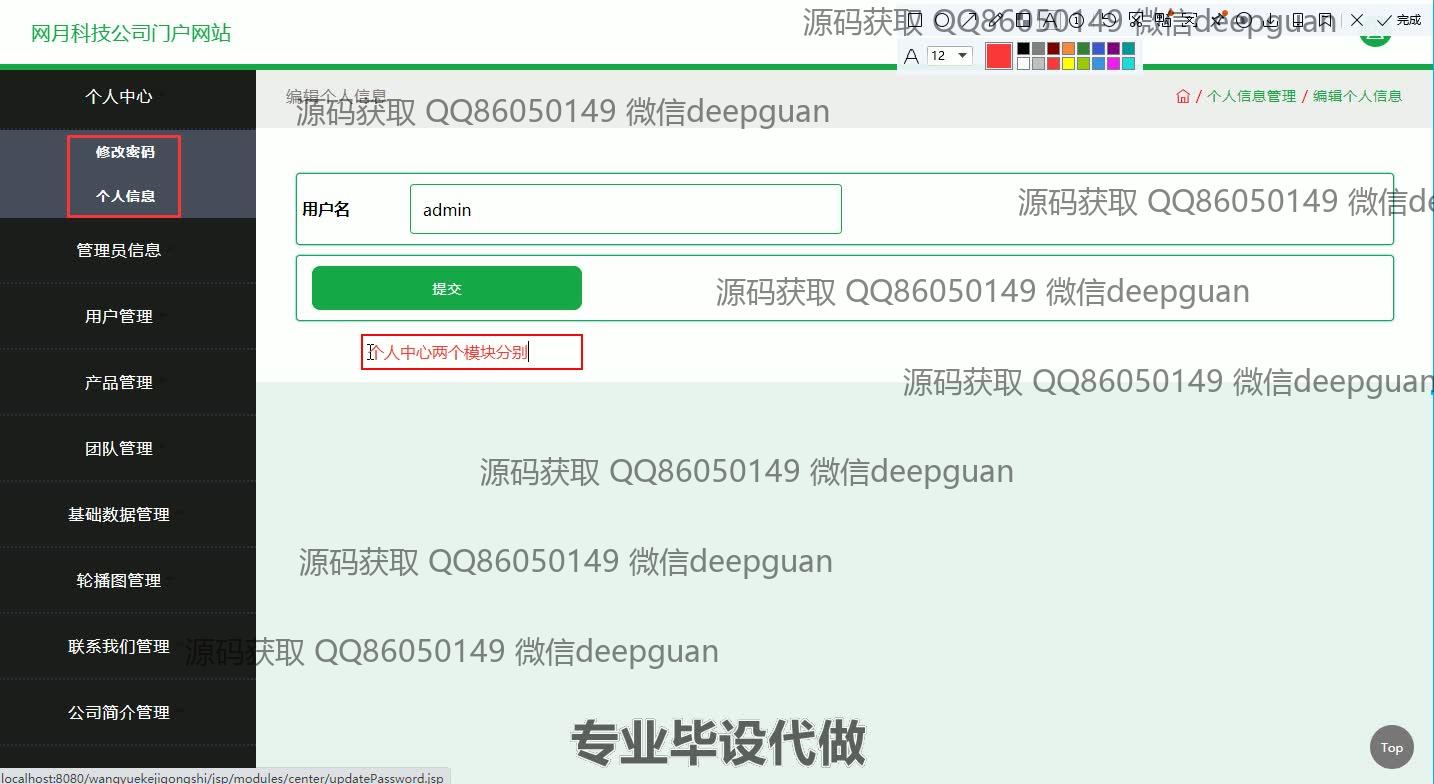 网月科技公司门户网站
源码获取 QQ86050149 微信deepguan
完成
A 12
个人中心
编辑个人信息
源码获取 QQ86050149 微信deepguan
/ 个人信息管理 / 编辑个人信息
修改密码
个人信息
用户名
admin
源码获取 QQ86050149 微信de
管理员信息
提交
源码获取 QQ86050149 微信deepguan
用户管理
个人中心两个模块分别
产品管理
源码获取 QQ86050149 微信deepguan
团队管理
源码获取 QQ86050149 微信deepguan
基础数据管理
源码获取 QQ86050149 微信deepguan
轮播图管理
联系我们管理
源码获取 QQ86050149 微信deepguan
公司简介管理
专业毕设代做
Top
localhost:8080/wangyuekejigongshi/jsp/modules/center/updatePassword.jsp